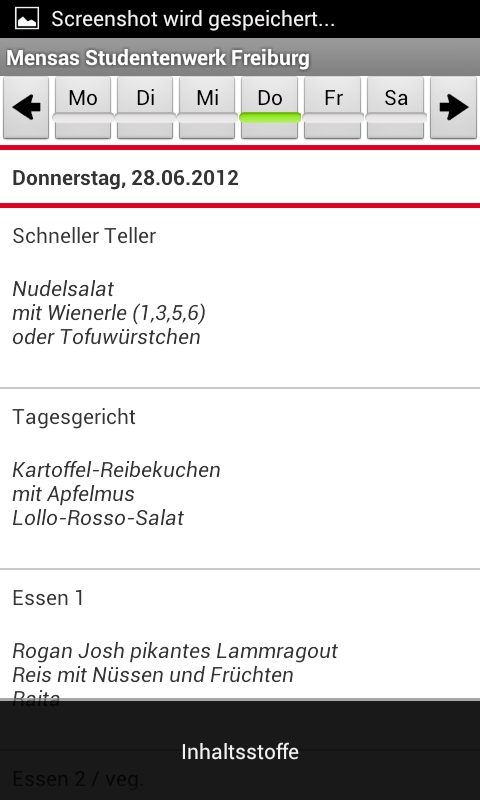 Screenshot wird gespeichert...
Mensas Studentenwerk Freiburg
Mo Di Mi Do Fr Sa
Donnerstag, 28.06.2012
Schneller Teller
Nudelsalat
mit Wienerle (1,3,5,6)
oder Tofuwürstchen
Tagesgericht
Kartoffel-Reibekuchen
mit Apfelmus
Lollo-Rosso-Salat
Essen 1
Rogan Josh pikantes Lammragout
Reis mit Nüssen und Früchten
Raita
Inhaltsstoffe
Essen 2 / veg.